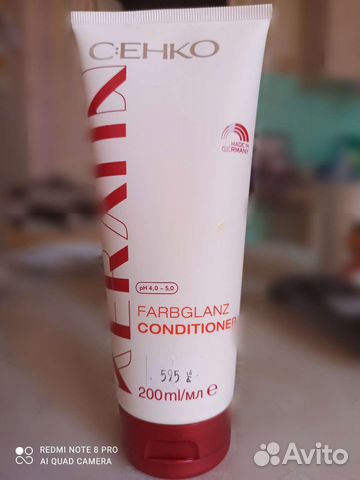 C:EHKO
KERATIN
MADE IN
GERMANY
pH 4,0 – 5,0
FARBGLANZ
CONDITIONER
595
200ml/мл e
REDMI NOTE 8 PRO
AI QUAD CAMERA
Avito